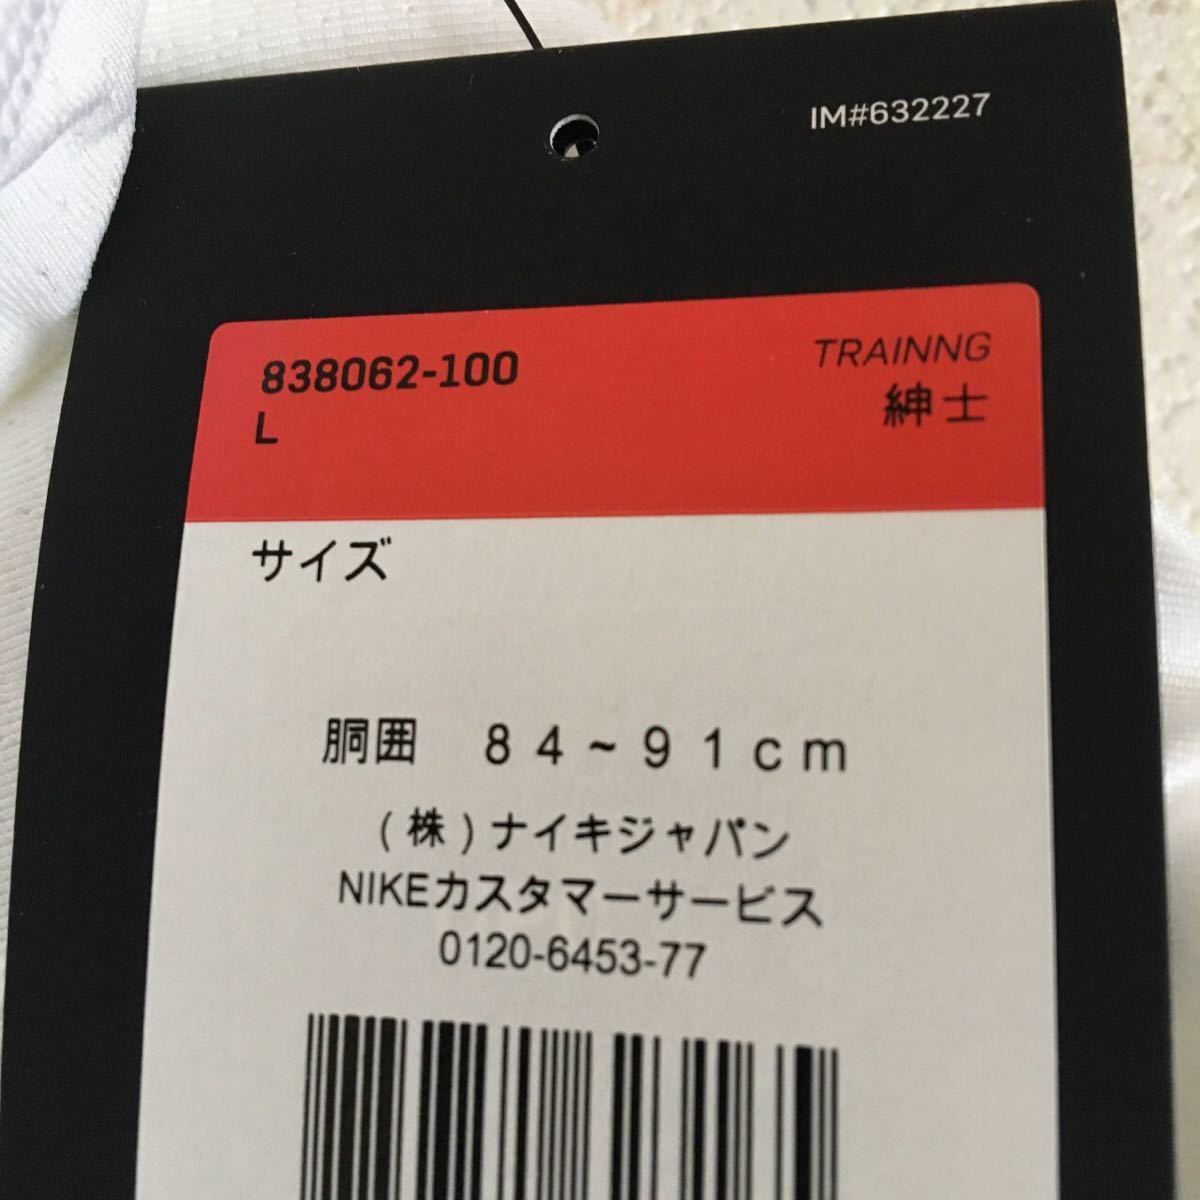 IM#632227
838062-100
TRAINNG
L
紳士
サイズ
胴囲 84~91cm
(株)ナイキジャパン
NIKEカスタマーサービス
0120-6453-77